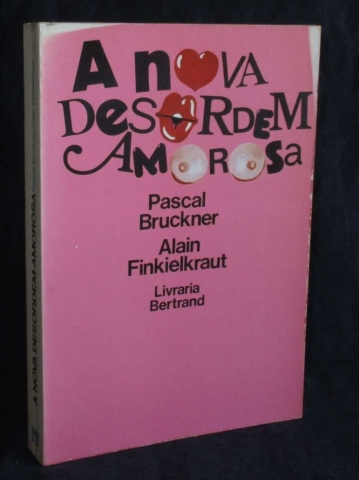 A nOVA
DesORDEM
AMOROSa
Pascal
Bruckner
Alain
Finkielkraut
Livraria
Bertrand
A NOVA DESORDEM AMOROSA